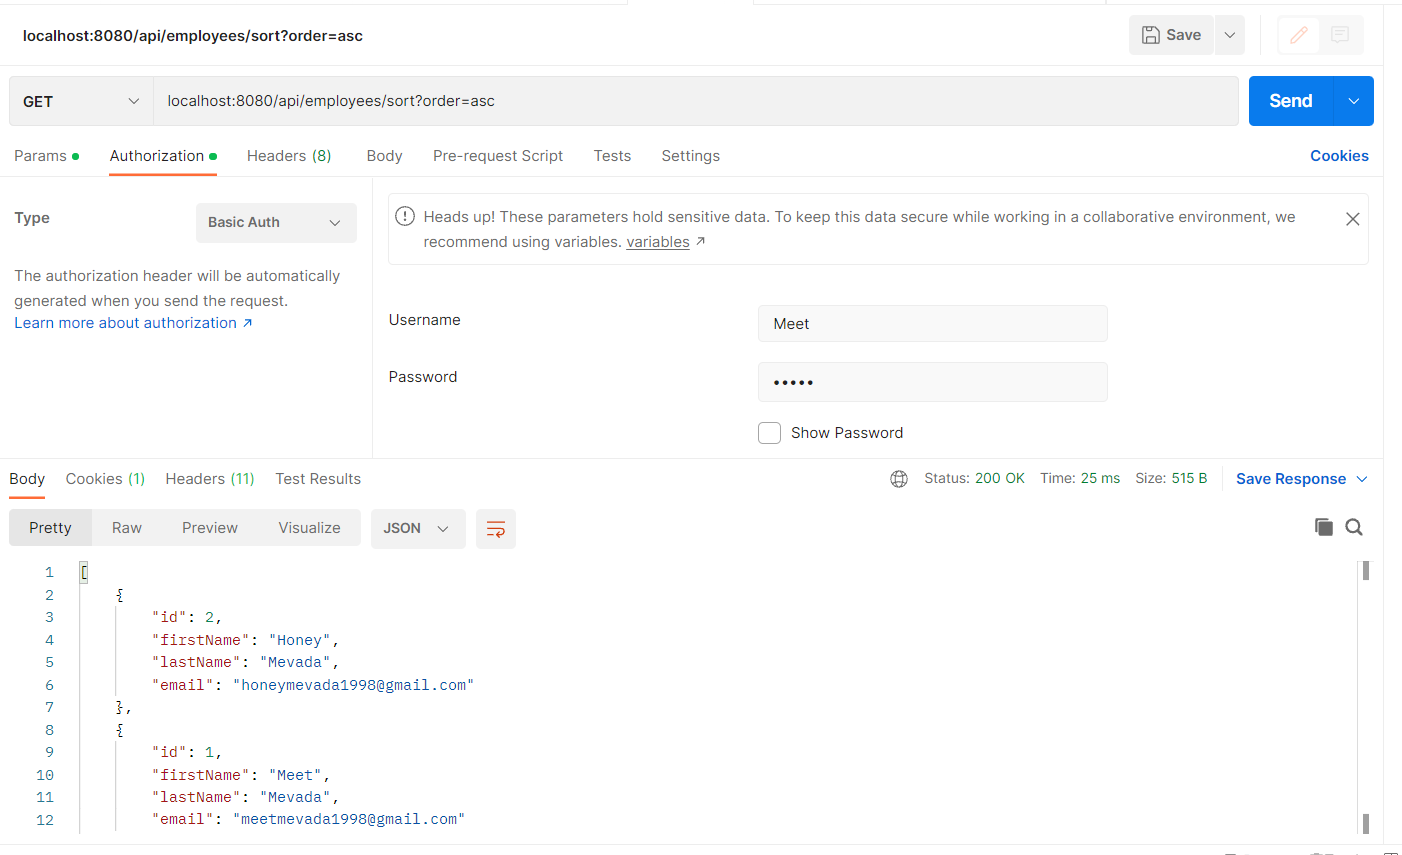 localhost:8080/api/employees/sort?order=asc
Save
GET
localhost:8080/api/employees/sort?order=asc
Send
Params
Authorization
Headers (8)
Body
Pre-request Script
Tests
Settings
Cookies
Type
Basic Auth
The authorization header will be automatically
generated when you send the request.
Learn more about authorization ↗
Heads up! These parameters hold sensitive data. To keep this data secure while working in a collaborative environment, we
recommend using variables. variables ↗
Username
Meet
Password
•••••
Show Password
Body
Cookies (1)
Headers (11)
Test Results
Status: 200 OK
Time: 25 ms
Size: 515 B
Save Response
Pretty
Raw
Preview
Visualize
JSON
1 [
2 {
3 "id": 2,
4 "firstName": "Honey",
5 "lastName": "Mevada",
6 "email": "honeymevada1998@gmail.com"
7 },
8 {
9 "id": 1,
10 "firstName": "Meet",
11 "lastName": "Mevada",
12 "email": "meetmevada1998@gmail.com"